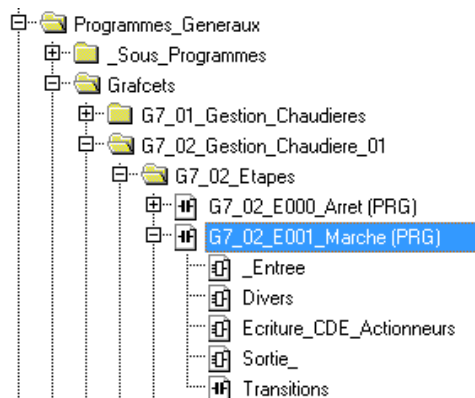 Programmes_Generaux
_Sous_Programmes
Grafcets
G7_01_Gestion_Chaudieres
G7_02_Gestion_Chaudiere_01
G7_02_Etapes
G7_02_E000_Arret (PRG)
G7_02_E001_Marche (PRG)
_Entree
Divers
Ecriture_CDE_Actionneurs
Sortie_
Transitions